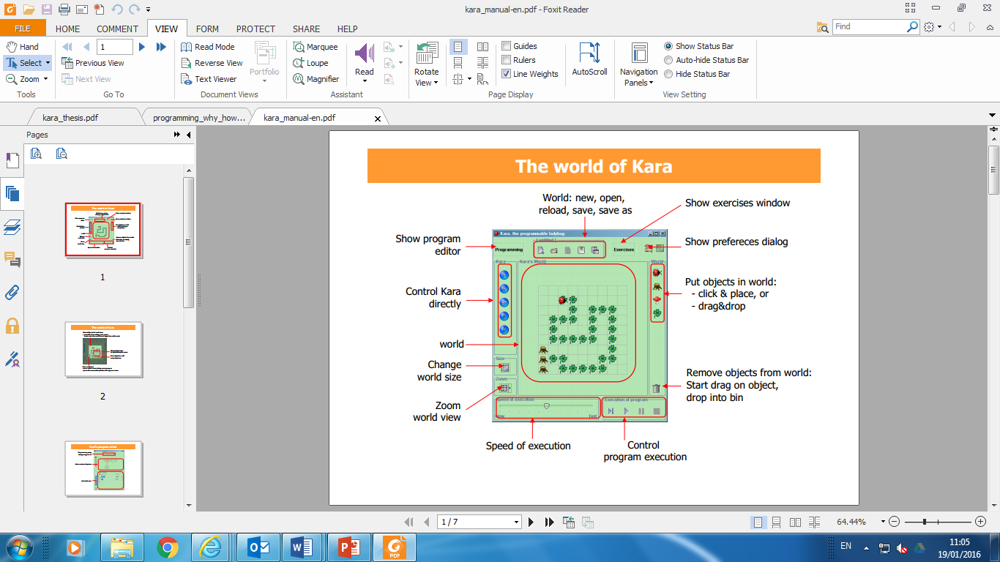 kara_manual-en.pdf - Foxit Reader
FILE HOME COMMENT VIEW FORM PROTECT SHARE HELP
Find
Hand
Select
Zoom
Tools
1
Previous View
Next View
Go To
Read Mode
Reverse View
Text Viewer
Portfolio
Document Views
Marquee
Loupe
Magnifier
Read
Assistant
Rotate
View
Guides
Rulers
Line Weights
Page Display
AutoScroll
Navigation
Panels
Show Status Bar
Auto-hide Status Bar
Hide Status Bar
View Setting
kara_thesis.pdf
programming_why_how...
kara_manual-en.pdf
Pages
1
2
The world of Kara
World: new, open,
reload, save, save as
Show exercises window
Show program
editor
Show prefereces dialog
Kara, the programmable ladybug
Programming
Exercises
Kara
Kara's World
World
Control Kara
directly
Put objects in world:
- click & place, or
- drag&drop
world
Change
world size
Size
Zoom
Zoom
world view
Remove objects from world:
Start drag on object,
drop into bin
Speed of execution
Execution of program
slow
fast
Speed of execution
Control
program execution
1 / 7
64.44%
PDF
EN
11:05
19/01/2016